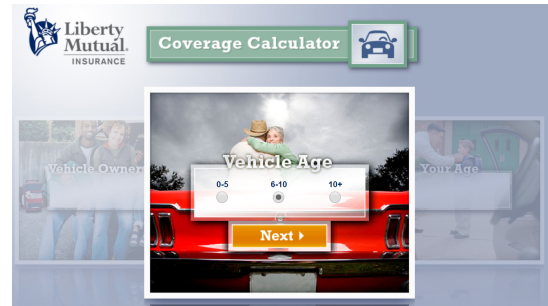 Liberty
Mutual.
INSURANCE
Coverage Calculator
Vehicle Owner
Vehicle Age
Your Age
0-5
6-10
10+
Next